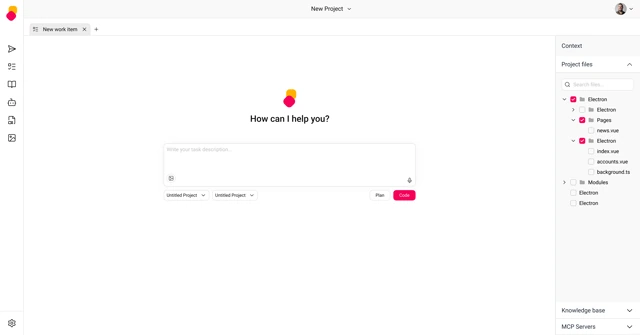 New Project
New work item
Context
Project files
Search files...
Electron
Electron
Pages
news.vue
Electron
index.vue
accounts.vue
background.ts
Modules
Electron
Electron
How can I help you?
Write your task description...
Untitled Project
Untitled Project
Plan
Code
Knowledge base
MCP Servers